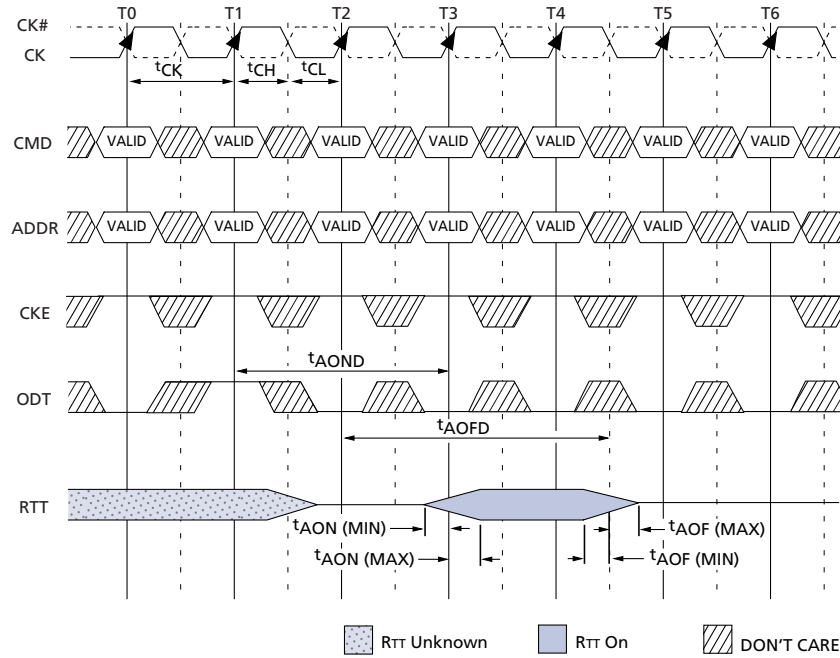 T0 T1 T2 T3 T4 T5 T6
CK#
CK
tCK tCH tCL
CMD VALID VALID VALID VALID VALID VALID VALID
ADDR VALID VALID VALID VALID VALID VALID VALID
CKE
tAOND
ODT
tAOFD
RTT
tAON (MIN) tAOF (MAX)
tAON (MAX) tAOF (MIN)
RTT Unknown RTT On DON'T CARE